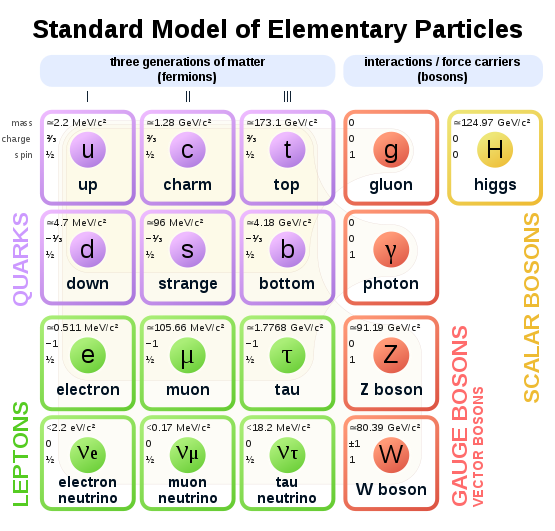 Standard Model of Elementary Particles
three generations of matter
(fermions)
interactions / force carriers
(bosons)
I
II
III
mass
charge
spin
≃2.2 MeV/c²
⅔
½
u
up
≃1.28 GeV/c²
⅔
½
c
charm
≃173.1 GeV/c²
⅔
½
t
top
0
0
1
g
gluon
≃124.97 GeV/c²
0
0
H
higgs
QUARKS
≃4.7 MeV/c²
−⅓
½
d
down
≃96 MeV/c²
−⅓
½
s
strange
≃4.18 GeV/c²
−⅓
½
b
bottom
0
0
1
γ
photon
SCALAR BOSONS
≃0.511 MeV/c²
−1
½
e
electron
≃105.66 MeV/c²
−1
½
μ
muon
≃1.7768 GeV/c²
−1
½
τ
tau
≃91.19 GeV/c²
0
1
Z
Z boson
GAUGE BOSONS
VECTOR BOSONS
LEPTONS
<2.2 eV/c²
0
½
νe
electron
neutrino
<0.17 MeV/c²
0
½
νμ
muon
neutrino
<18.2 MeV/c²
0
½
ντ
tau
neutrino
≃80.39 GeV/c²
±1
1
W
W boson